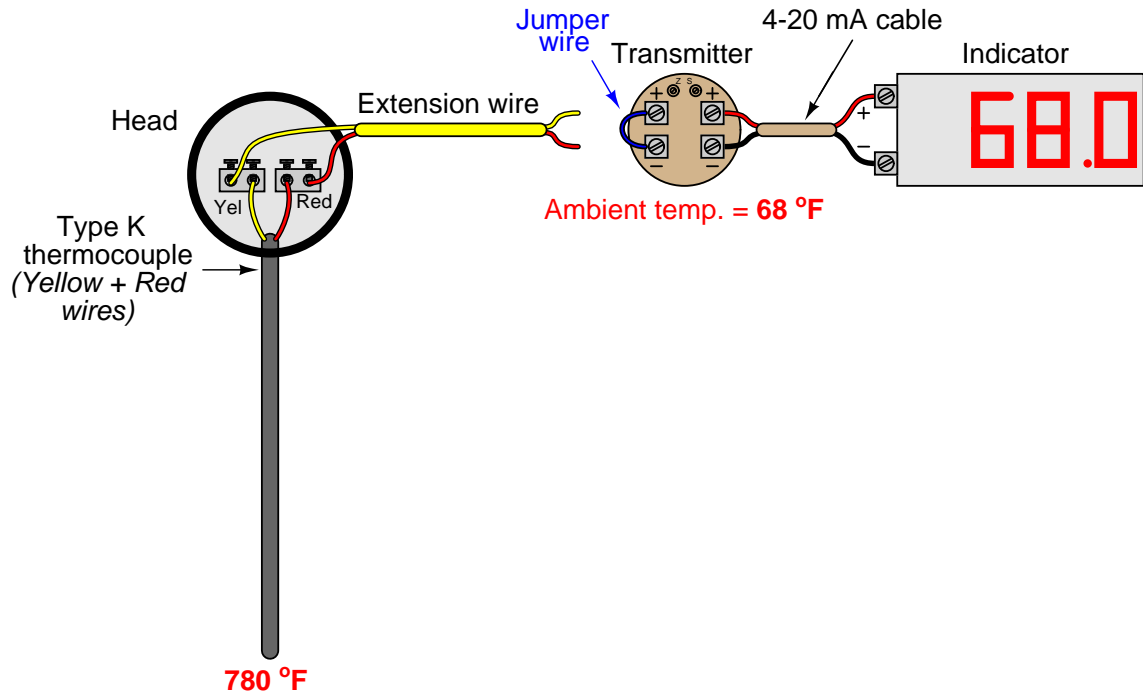 Jumper
wire
4-20 mA cable
Transmitter
Indicator
Head
Extension wire
Z S
+ +
− −
+
−
68.0
Yel
Red
Ambient temp. = 68 °F
Type K
thermocouple
(Yellow + Red
wires)
780 °F